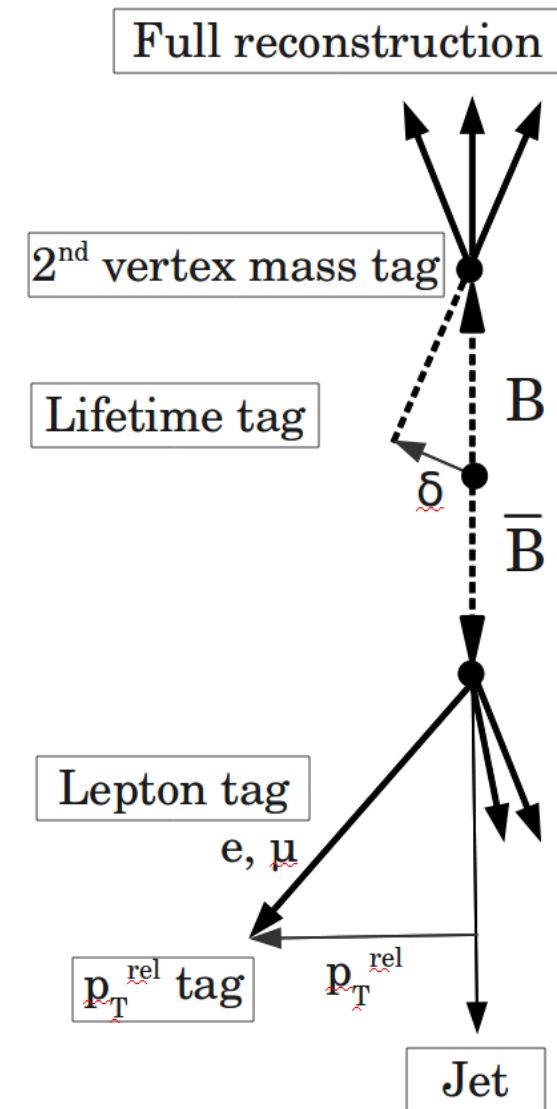 Full reconstruction
2nd vertex mass tag
B
Lifetime tag
δ
B̅
Lepton tag
e, μ
pTrel tag
pTrel
Jet